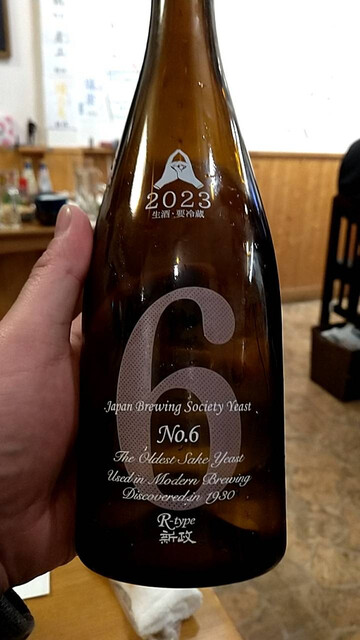 2023
生酒・要冷蔵
6
Japan Brewing Society Yeast
No.6
The Oldest Sake Yeast
Used in Modern Brewing
Discovered in 1930
R-type
新政